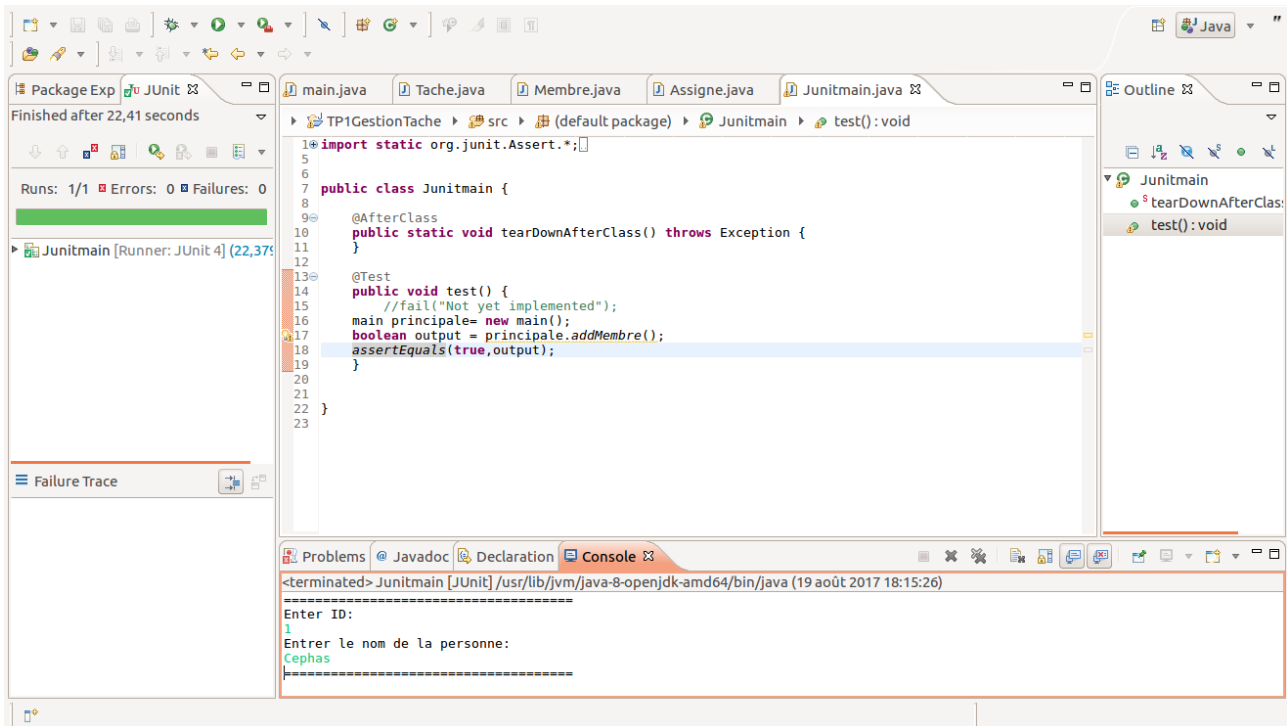 Java
"
Package Exp
JUnit
Finished after 22,41 seconds
Runs: 1/1 Errors: 0 Failures: 0
Junitmain [Runner: JUnit 4] (22,379
Failure Trace
main.java Tache.java Membre.java Assigne.java Junitmain.java
TP1GestionTache src (default package) Junitmain test() : void
1 import static org.junit.Assert.*;
5
6
7 public class Junitmain {
8
9 @AfterClass
10 public static void tearDownAfterClass() throws Exception {
11 }
12
13 @Test
14 public void test() {
15 //fail("Not yet implemented");
16 main principale= new main();
17 boolean output = principale.addMembre();
18 assertEquals(true,output);
19 }
20
21
22 }
23
Outline
Junitmain
S tearDownAfterClas
test() : void
Problems @ Javadoc Declaration Console
<terminated> Junitmain [JUnit] /usr/lib/jvm/java-8-openjdk-amd64/bin/java (19 août 2017 18:15:26)
=====================================
Enter ID:
1
Entrer le nom de la personne:
Cephas
=====================================